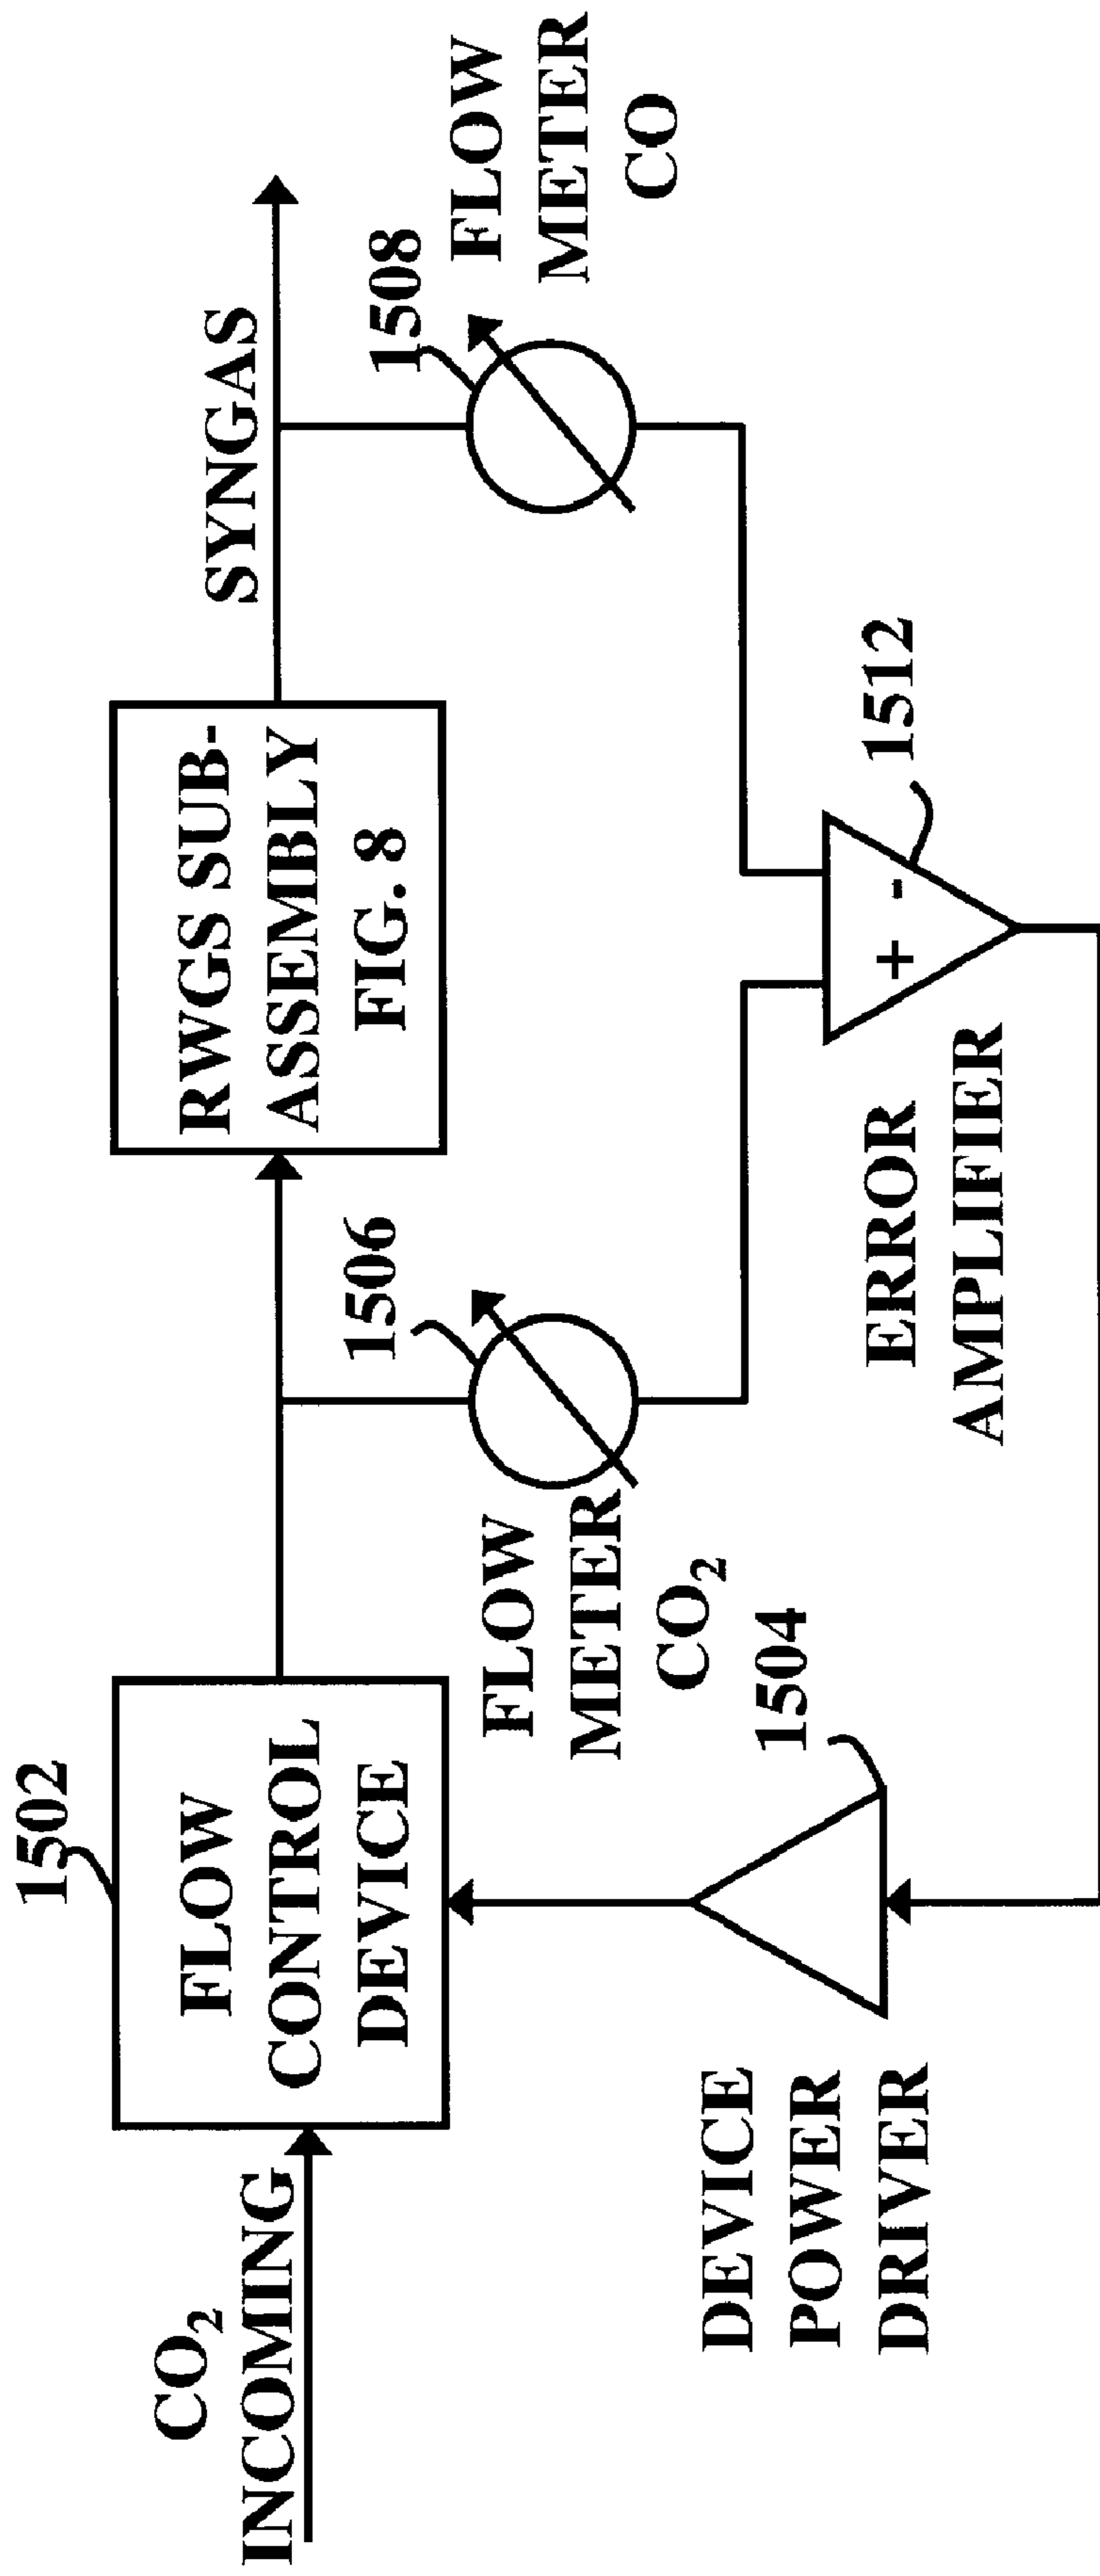 1502
CO₂
INCOMING
FLOW
CONTROL
DEVICE
1506
FLOW
METER
CO₂
RWGS SUB-
ASSEMBLY
FIG. 8
SYNGAS
1508
FLOW
METER
CO
1504
DEVICE
POWER
DRIVER
ERROR
AMPLIFIER
+ -
1512